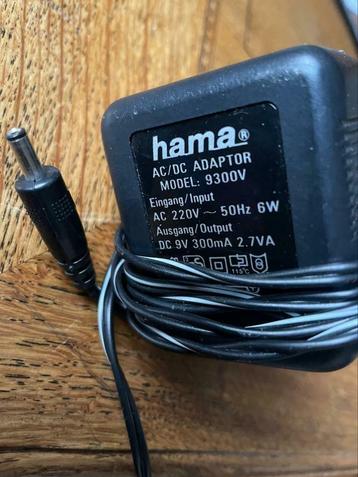 hama®
AC/DC ADAPTOR
MODEL: 9300V
Eingang/Input
AC 220V ~ 50Hz 6W
Ausgang/Output
DC 9V 300mA 2.7VA
115°C